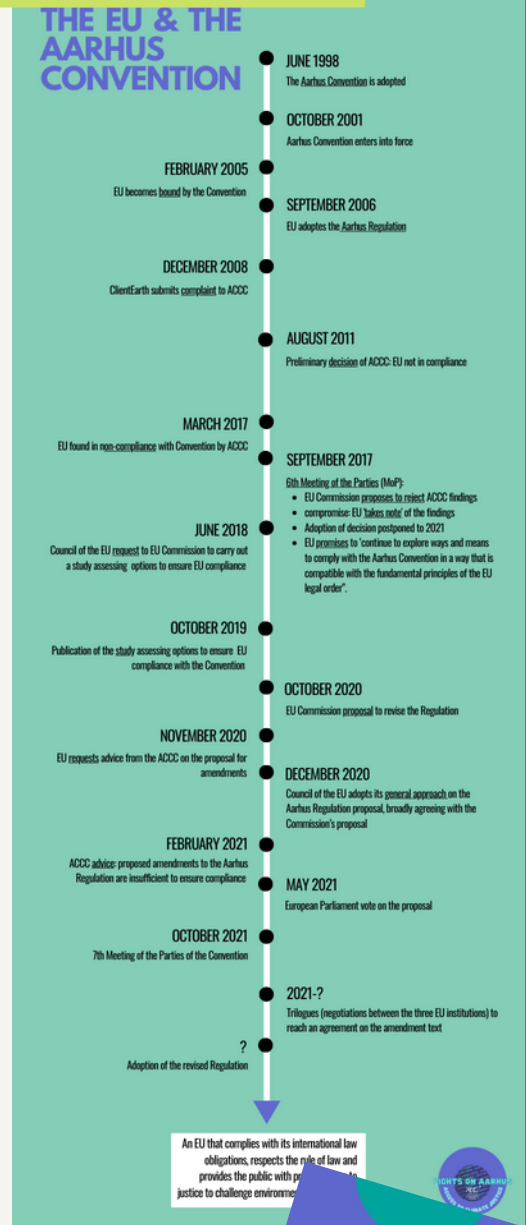 THE EU & THE
AARHUS
CONVENTION
JUNE 1998
The Aarhus Convention is adopted
OCTOBER 2001
Aarhus Convention enters into force
FEBRUARY 2005
EU becomes bound by the Convention
SEPTEMBER 2006
EU adoptes the Aarhus Regulation
DECEMBER 2008
ClientEarth submits complaint to ACCC
AUGUST 2011
Preliminary decision of ACCC: EU not in compliance
MARCH 2017
EU found in non-compliance with Convention by ACCC
SEPTEMBER 2017
6th Meeting of the Parties (MoP):
• EU Commission proposes to reject ACCC findings
• compromise: EU 'takes note' of the findings
• Adoption of decision postponed to 2021
• EU promises to 'continue to explore ways and means
to comply with the Aarhus Convention in a way that is
compatible with the fundamental principles of the EU
legal order".
JUNE 2018
Council of the EU request to EU Commission to carry out
a study assessing options to ensure EU compliance
OCTOBER 2019
Publication of the study assessing options to ensure EU
compliance with the Convention
OCTOBER 2020
EU Commission proposal to revise the Regulation
NOVEMBER 2020
EU requests advice from the ACCC on the proposal for
amendments
DECEMBER 2020
Council of the EU adopts its general approach on the
Aarhus Regulation proposal, broadly agreeing with the
Commission's proposal
FEBRUARY 2021
ACCC advice: proposed amendments to the Aarhus
Regulation are insufficient to ensure compliance
MAY 2021
European Parliament vote on the proposal
OCTOBER 2021
7th Meeting of the Parties of the Convention
2021-?
Trilogues (negotiations between the three EU institutions) to
reach an agreement on the amendment text
?
Adoption of the revised Regulation
An EU that complies with its international law
obligations, respects the rule of law and
provides the public with
justice to challenge
RIGHTS ON AARHUS
ACCESS TO CLIMATE JUSTICE